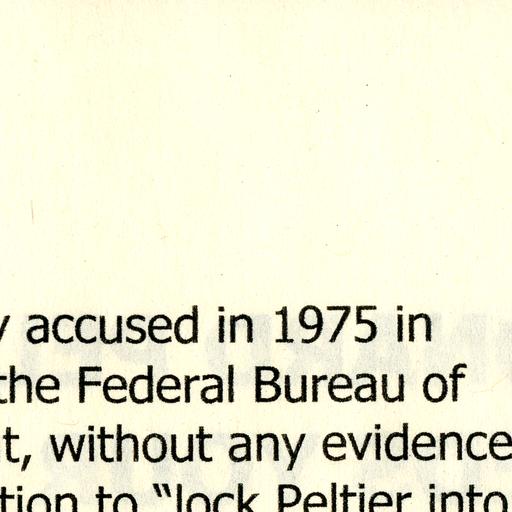 y accused in 1975 in
the Federal Bureau of
t, without any evidence
tion to “lock Peltier into